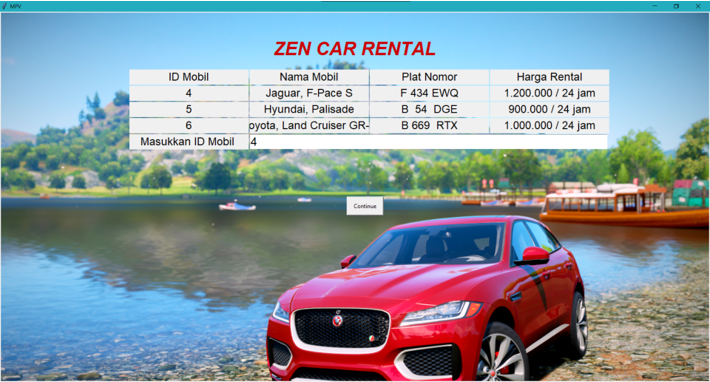 MPV
ZEN CAR RENTAL
ID Mobil Nama Mobil Plat Nomor Harga Rental
4 Jaguar, F-Pace S F 434 EWQ 1.200.000 / 24 jam
5 Hyundai, Palisade B 54 DGE 900.000 / 24 jam
6 oyota, Land Cruiser GR- B 669 RTX 1.000.000 / 24 jam
Masukkan ID Mobil 4
Continue